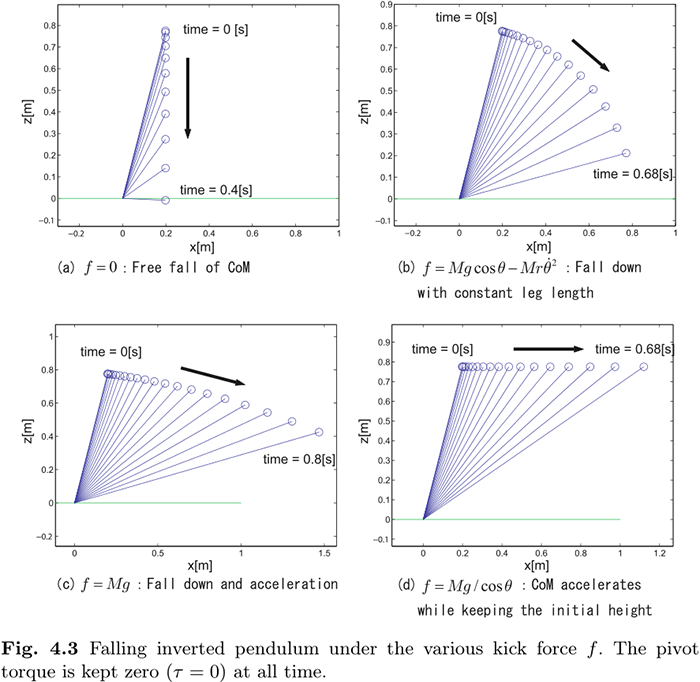 0.8
0.7
0.6
0.5
0.4
0.3
0.2
0.1
0
-0.1
z[m]
time = 0 [s]
time = 0.4[s]
-0.2
0
0.2
0.4
0.6
0.8
1
x[m]
(a) f=0 : Free fall of CoM
0.9
0.8
0.7
0.6
0.5
0.4
0.3
0.2
0.1
0
-0.1
z[m]
time = 0[s]
time = 0.68[s]
-0.2
0
0.2
0.4
0.6
0.8
1
x[m]
(b) f=Mg cosθ−Mrθ̇² : Fall down
with constant leg length
1
0.8
0.6
0.4
0.2
0
-0.2
z[m]
time = 0[s]
time = 0.8[s]
0
0.5
1
1.5
x[m]
(c) f=Mg : Fall down and acceleration
0.9
0.8
0.7
0.6
0.5
0.4
0.3
0.2
0.1
0
-0.1
z[m]
time = 0[s]
time = 0.68[s]
0
0.2
0.4
0.6
0.8
1
1.2
x[m]
(d) f=Mg/cosθ : CoM accelerates
while keeping the initial height
Fig. 4.3 Falling inverted pendulum under the various kick force f. The pivot
torque is kept zero (τ = 0) at all time.